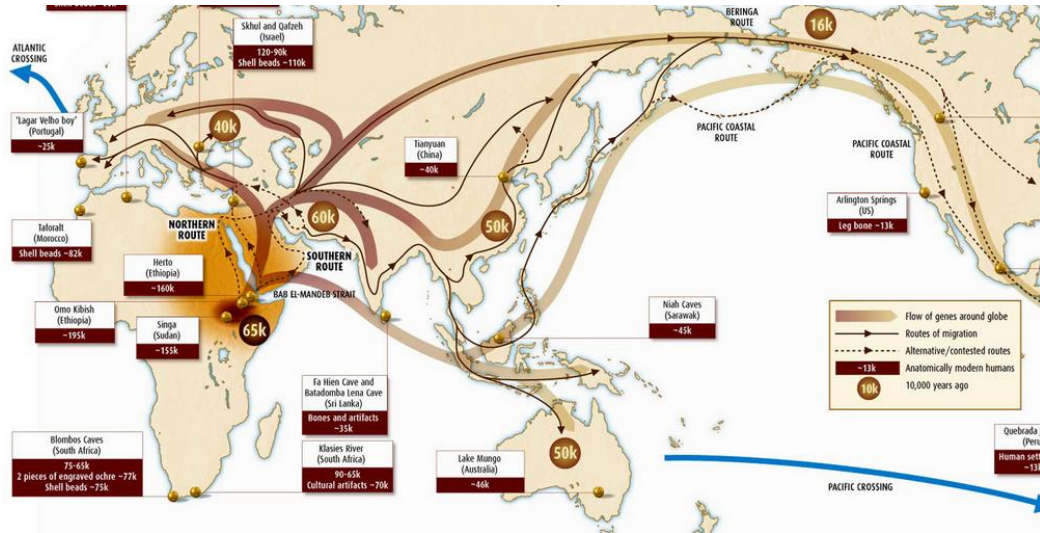 Skhul and Qafzeh
(Israel)
120-90k
Shell beads ~110k
BERINGA
ROUTE
16k
ATLANTIC
CROSSING
'Lagar Velho boy'
(Portugal)
~25k
40k
Tianyuan
(China)
~40k
PACIFIC COASTAL
ROUTE
PACIFIC COASTAL
ROUTE
Arlington Springs
(US)
Leg bone ~13k
Taforalt
(Morocco)
Shell beads ~82k
NORTHERN
ROUTE
60k
50k
SOUTHERN
ROUTE
Herto
(Ethiopia)
~160k
BAB EL-MANDEB STRAIT
Omo Kibish
(Ethiopia)
~195k
Singa
(Sudan)
~155k
65k
Niah Caves
(Sarawak)
~45k
Flow of genes around globe
Routes of migration
Alternative/contested routes
~13k
Anatomically modern humans
10k
10,000 years ago
Fa Hien Cave and
Batadomba Lena Cave
(Sri Lanka)
Bones and artifacts
~35k
Blombos Caves
(South Africa)
75-65k
2 pieces of engraved ochre ~77k
Shell beads ~75k
Klasies River
(South Africa)
90-65k
Cultural artifacts ~70k
Lake Mungo
(Australia)
~46k
50k
PACIFIC CROSSING
Quebrada
(Peru
Human sett
~13k